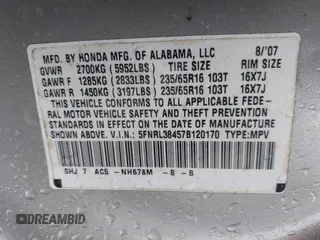 MFD. BY HONDA MFG. OF ALABAMA, LLC 8/'07
GVWR 2700KG (5952LBS) TIRE SIZE RIM SIZE
GAWR F 1285KG (2833LBS) 235/65R16 103T 16X7J
GAWR R 1450KG (3197LBS) 235/65R16 103T 16X7J
THIS VEHICLE CONFORMS TO ALL APPLICABLE FEDERAL MOTOR
VEHICLE SAFETY AND THEFT PREVENTION STANDARDS IN
EFFECT ON THE DATE OF MANUFACTURE
SHOWN ABOVE. V.I.N.: 5FNRL38457B120170 TYPE:MPV
SHJ 7 AC5 -NH678M -B -B
DREAMBID